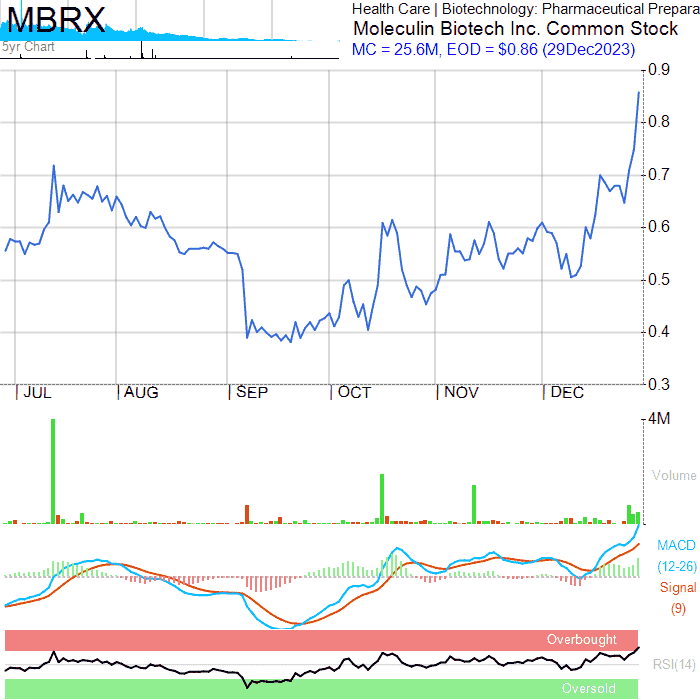 MBRX
5yr Chart
Health Care | Biotechnology: Pharmaceutical Prepara
Moleculin Biotech Inc. Common Stock
MC = 25.6M, EOD = $0.86 (29Dec2023)
0.9
0.8
0.7
0.6
0.5
0.4
0.3
JUL AUG SEP OCT NOV DEC
4M
Volume
MACD
(12-26)
Signal
(9)
Overbought
RSI(14)
Oversold